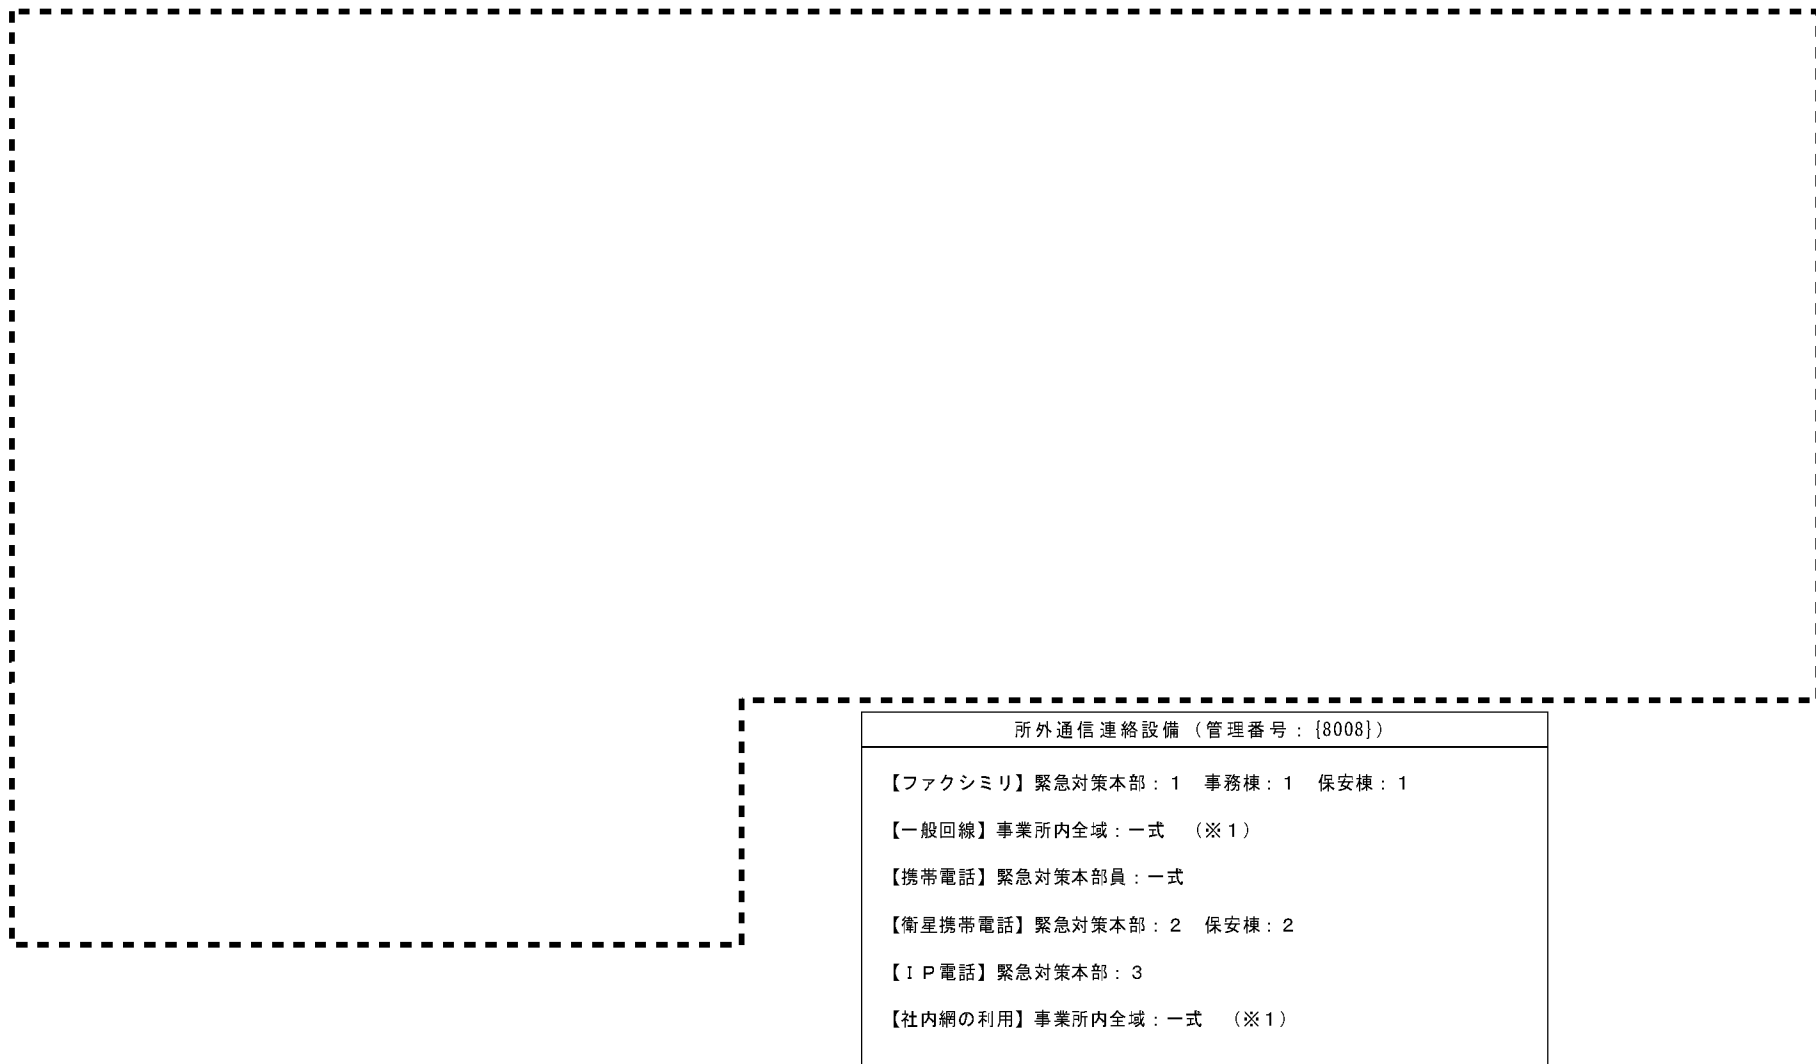 所外通信連絡設備（管理番号：{8008}）
【ファクシミリ】緊急対策本部：１　事務棟：１　保安棟：１
【一般回線】事業所内全域：一式　（※１）
【携帯電話】緊急対策本部員：一式
【衛星携帯電話】緊急対策本部：２　保安棟：２
【ＩＰ電話】緊急対策本部：３
【社内網の利用】事業所内全域：一式　（※１）